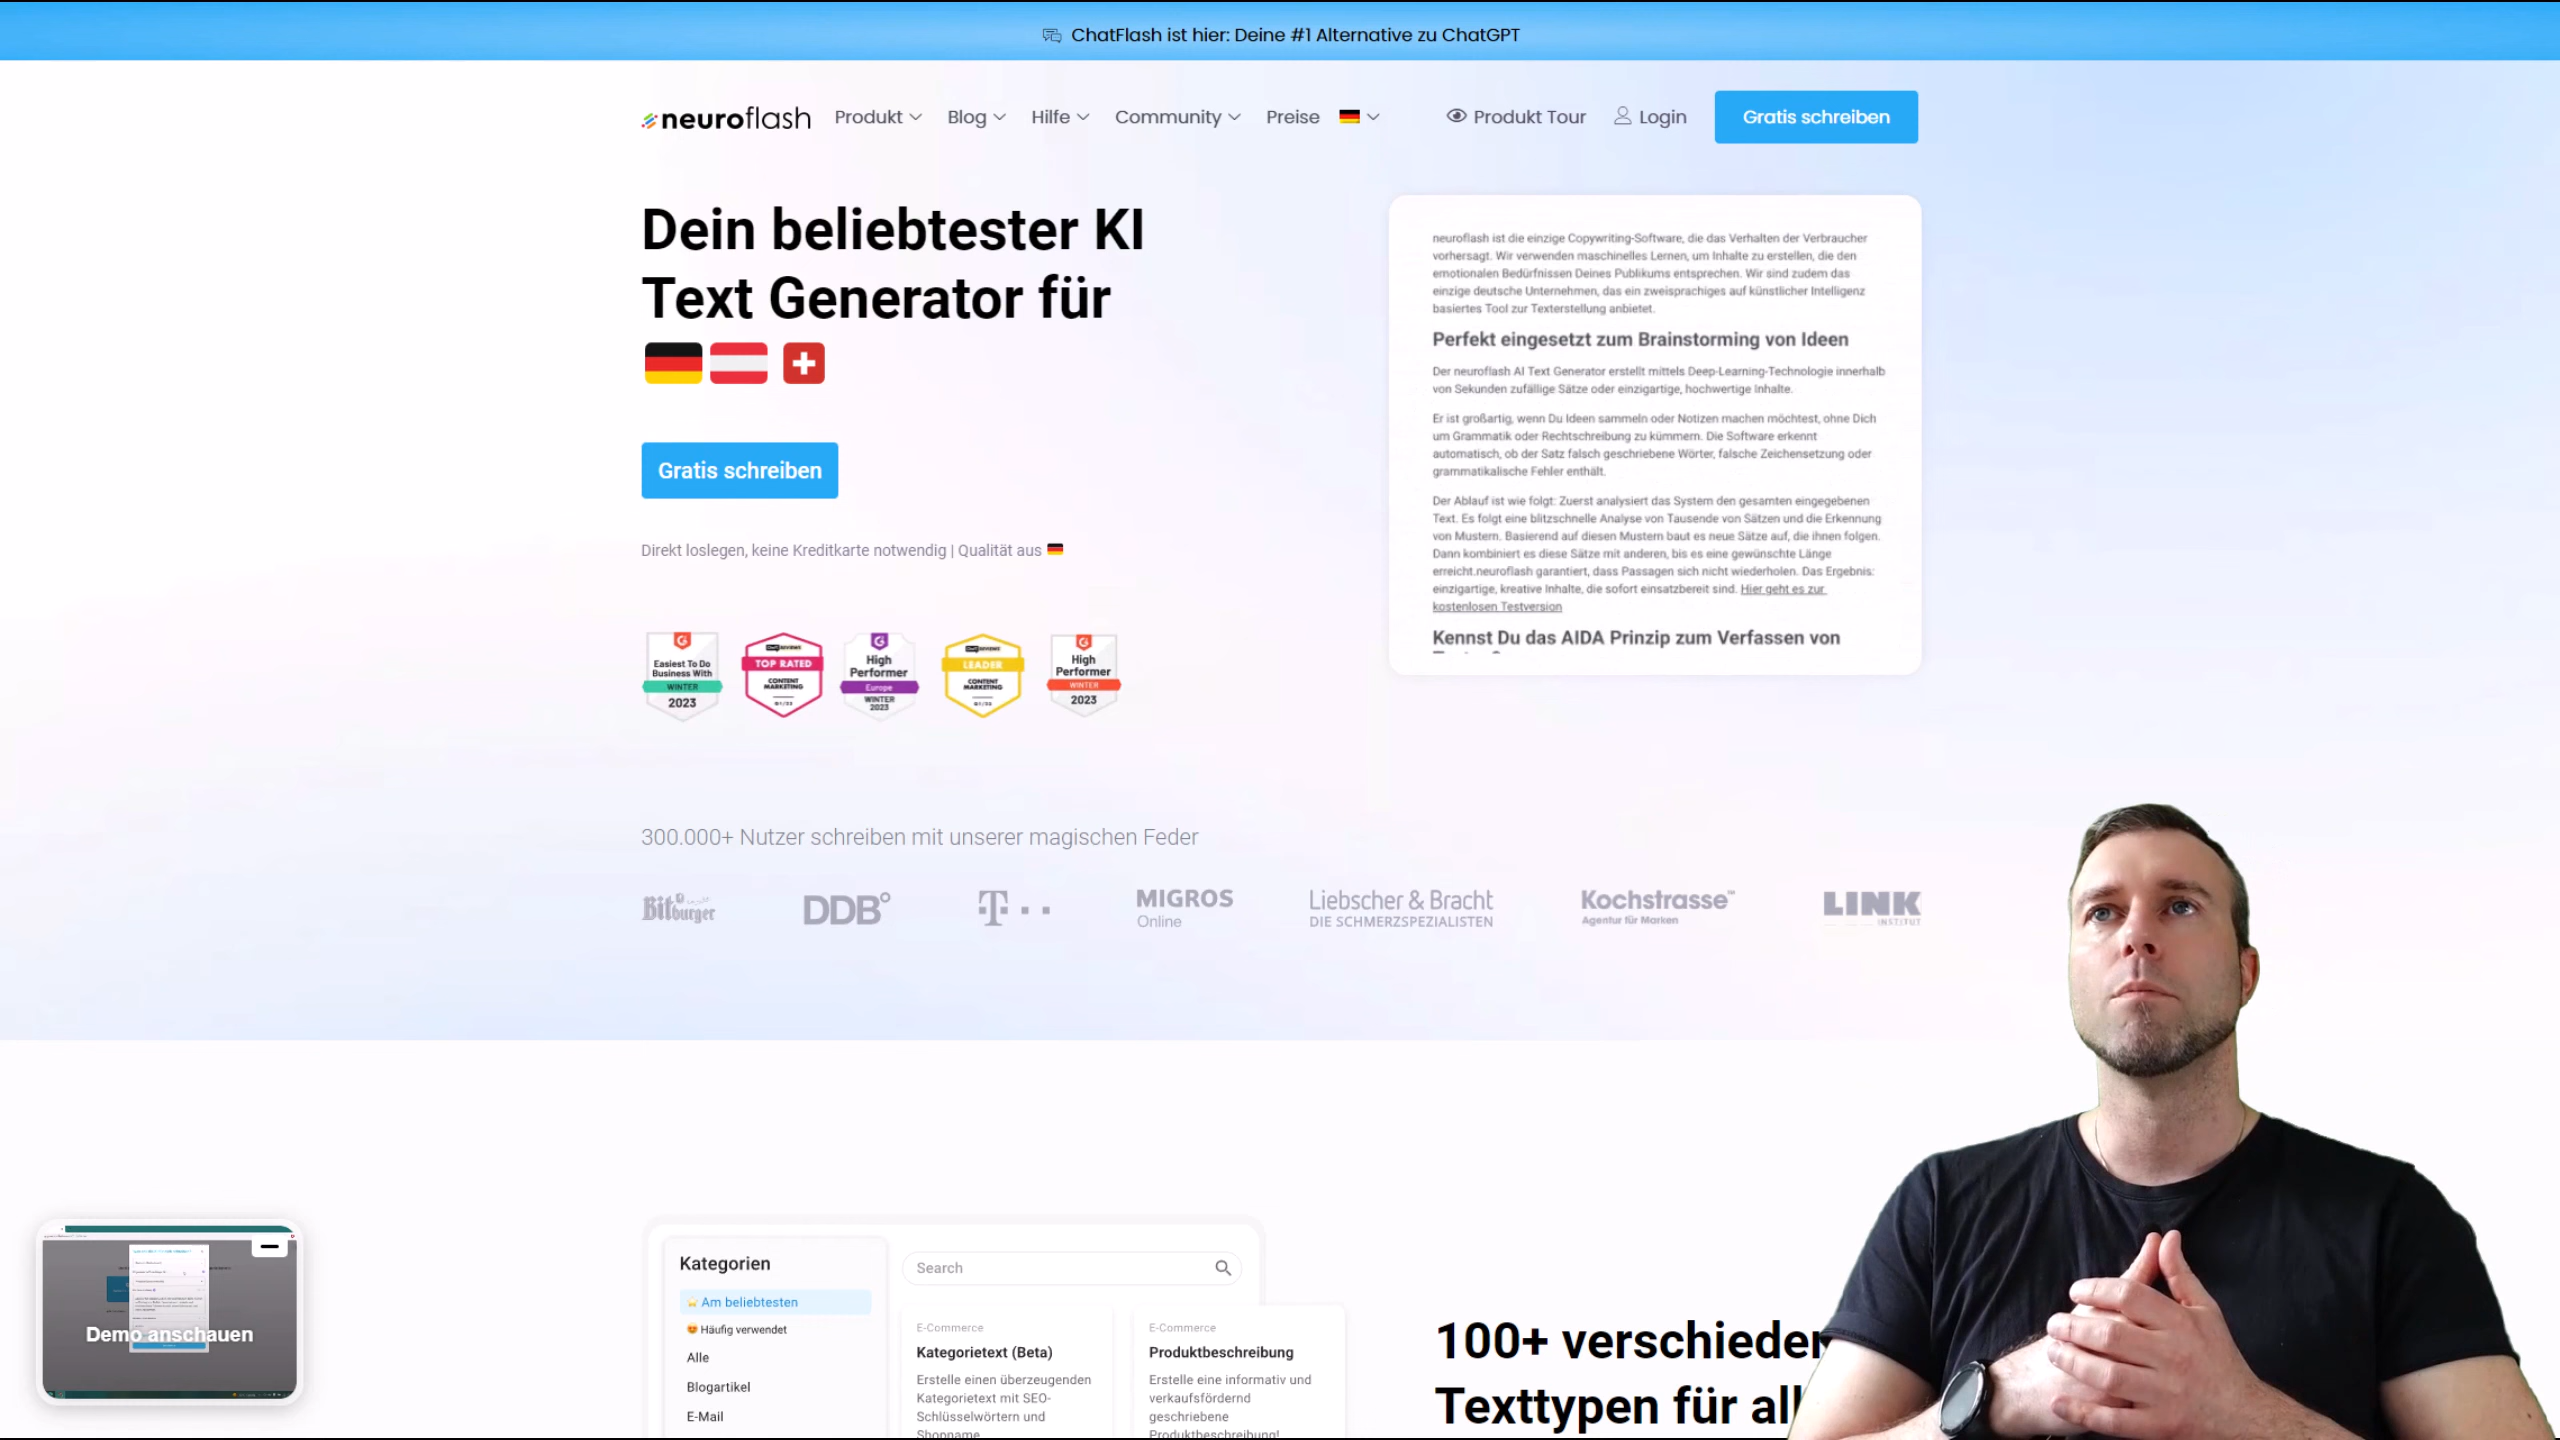 ChatFlash ist hier: Deine #1 Alternative zu ChatGPT
neuroflash
Produkt
Blog
Hilfe
Community
Preise
Produkt Tour
Login
Gratis schreiben
Dein beliebtester KI
Text Generator für
Gratis schreiben
Direkt loslegen, keine Kreditkarte notwendig | Qualität aus
Easiest To Do
Business With
WINTER
2023
TOP RATED
CONTENT
MARKETING
High
Performer
Europe
WINTER
2023
LEADER
CONTENT
MARKETING
High
Performer
WINTER
2023
neuroflash ist die einzige Copywriting-Software, die das Verhalten der Verbraucher
vorhersagt. Wir verwenden maschinelles Lernen, um Inhalte zu erstellen, die den
emotionalen Bedürfnissen Deines Publikums entsprechen. Wir sind zudem das
einzige deutsche Unternehmen, das ein zweisprachiges auf künstlicher Intelligenz
basiertes Tool zur Texterstellung anbietet.
Perfekt eingesetzt zum Brainstorming von Ideen
Der neuroflash AI Text Generator erstellt mittels Deep-Learning-Technologie innerhalb
von Sekunden zufällige Sätze oder einzigartige, hochwertige Inhalte.
Er ist großartig, wenn Du Ideen sammeln oder Notizen machen möchtest, ohne Dich
um Grammatik oder Rechtschreibung zu kümmern. Die Software erkennt
automatisch, ob der Satz falsch geschriebene Wörter, falsche Zeichensetzung oder
grammatikalische Fehler enthält.
Der Ablauf ist wie folgt: Zuerst analysiert das System den gesamten eingegebenen
Text. Es folgt eine blitzschnelle Analyse von Tausende von Sätzen und die Erkennung
von Mustern. Basierend auf diesen Mustern baut es neue Sätze auf, die ihnen folgen.
Dann kombiniert es diese Sätze mit anderen, bis es eine gewünschte Länge
erreicht.neuroflash garantiert, dass Passagen sich nicht wiederholen. Das Ergebnis:
einzigartige, kreative Inhalte, die sofort einsatzbereit sind. Hier geht es zur
kostenlosen Testversion
Kennst Du das AIDA Prinzip zum Verfassen von
300.000+ Nutzer schreiben mit unserer magischen Feder
Bitburger
DDB°
T
MIGROS
Online
Liebscher & Bracht
DIE SCHMERZSPEZIALISTEN
Kochstrasse™
Agentur für Marken
LINK
INSTITUT
Demo anschauen
Kategorien
Am beliebtesten
Häufig verwendet
Alle
Blogartikel
E-Mail
Search
E-Commerce
Kategorietext (Beta)
Erstelle einen überzeugenden
Kategorietext mit SEO-
Schlüsselwörtern und
Shopname
E-Commerce
Produktbeschreibung
Erstelle eine informativ und
verkaufsfördernd
geschriebene
Produktbeschreibung!
100+ verschieden
Texttypen für all